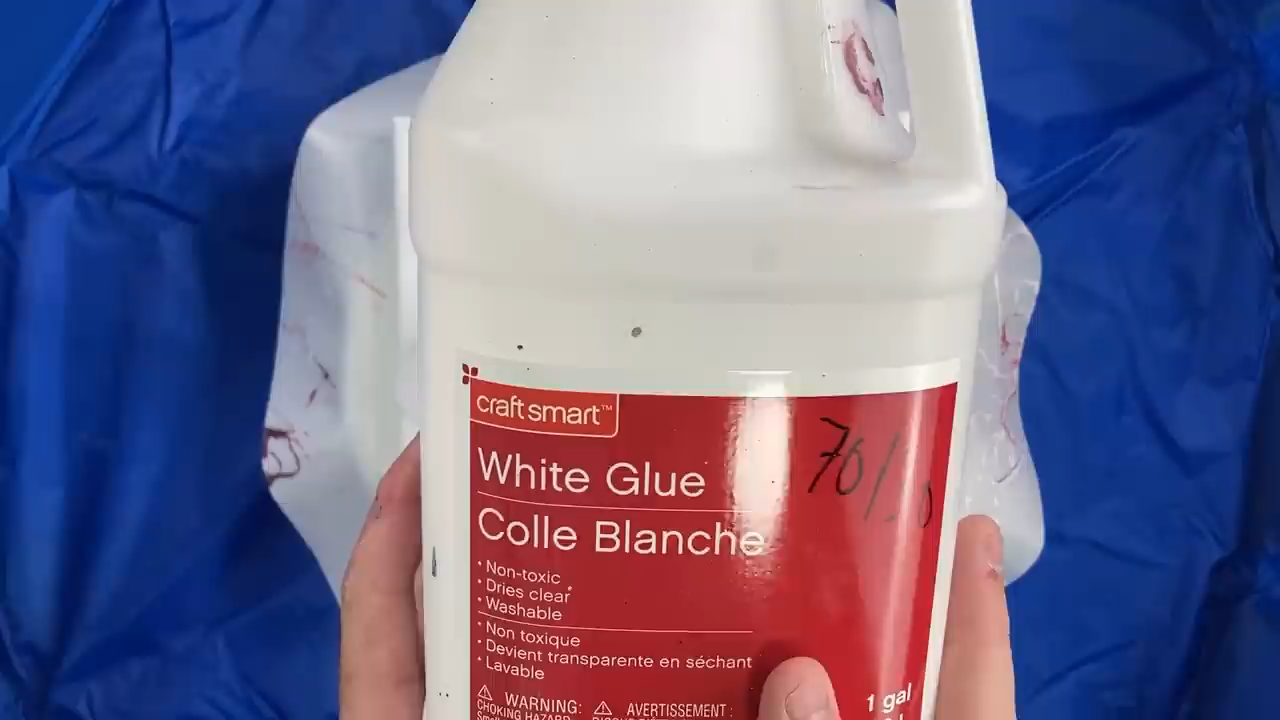 craft smart™
White Glue
Colle Blanche
• Non-toxic
• Dries clear
• Washable
• Non toxique
• Devient transparente en séchant
• Lavable
⚠ WARNING:
CHOKING HAZARD
⚠ AVERTISSEMENT :
1 gal